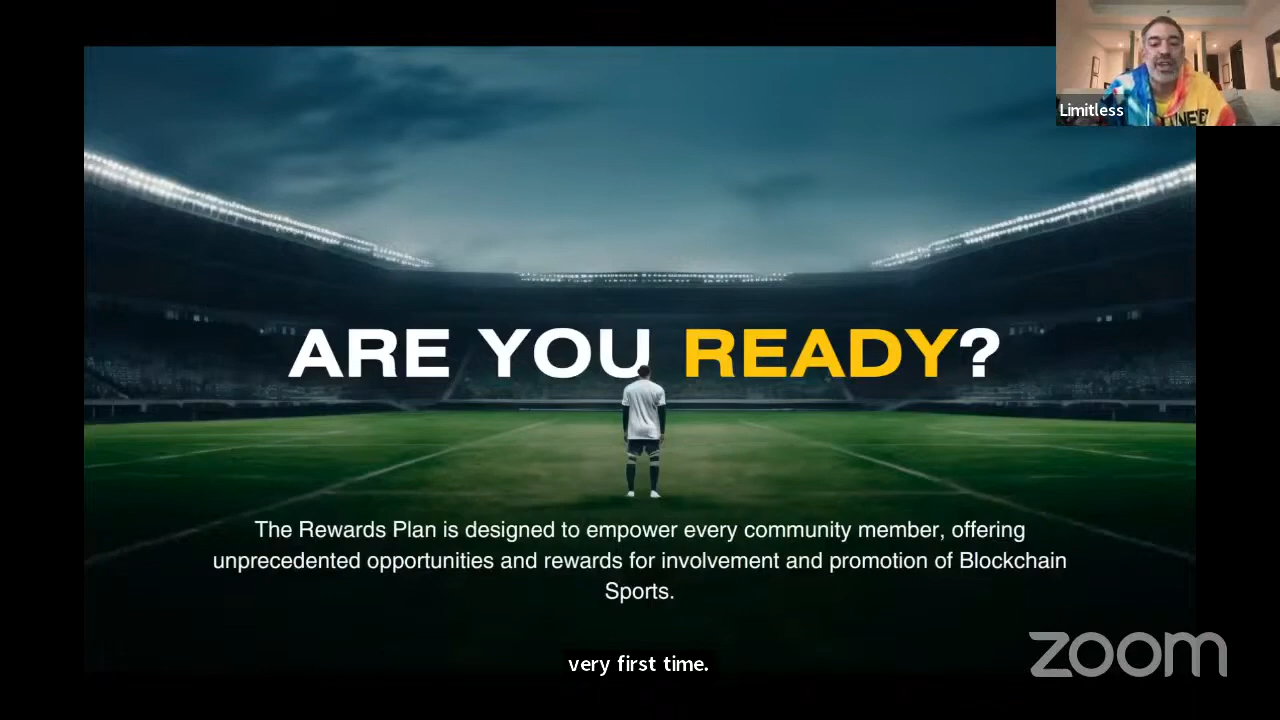 Limitless
ARE YOU READY?
The Rewards Plan is designed to empower every community member, offering
unprecedented opportunities and rewards for involvement and promotion of Blockchain
Sports.
very first time.
zoom